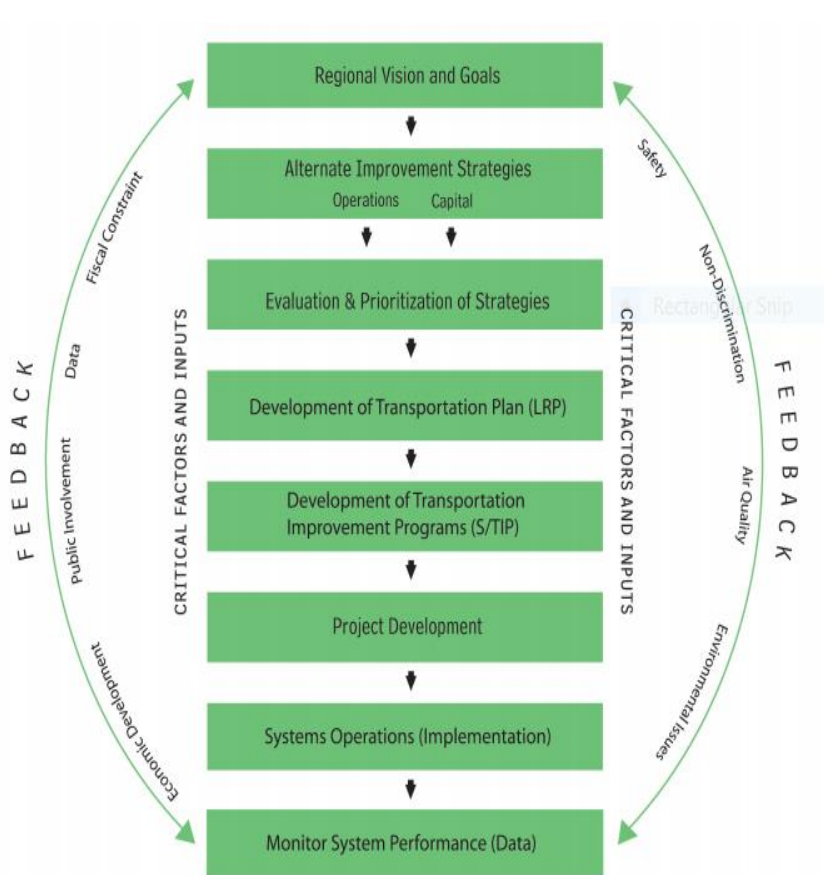 Regional Vision and Goals
Alternate Improvement Strategies
Operations Capital
Evaluation & Prioritization of Strategies
Development of Transportation Plan (LRP)
Development of Transportation
Improvement Programs (S/TIP)
Project Development
Systems Operations (Implementation)
Monitor System Performance (Data)
FEEDBACK
Fiscal Constraint
Data
Public Involvement
Economic Development
CRITICAL FACTORS AND INPUTS
CRITICAL FACTORS AND INPUTS
Safety
Non-Discrimination
Air Quality
Environmental Issues
FEEDBACK
Rectangular Snip